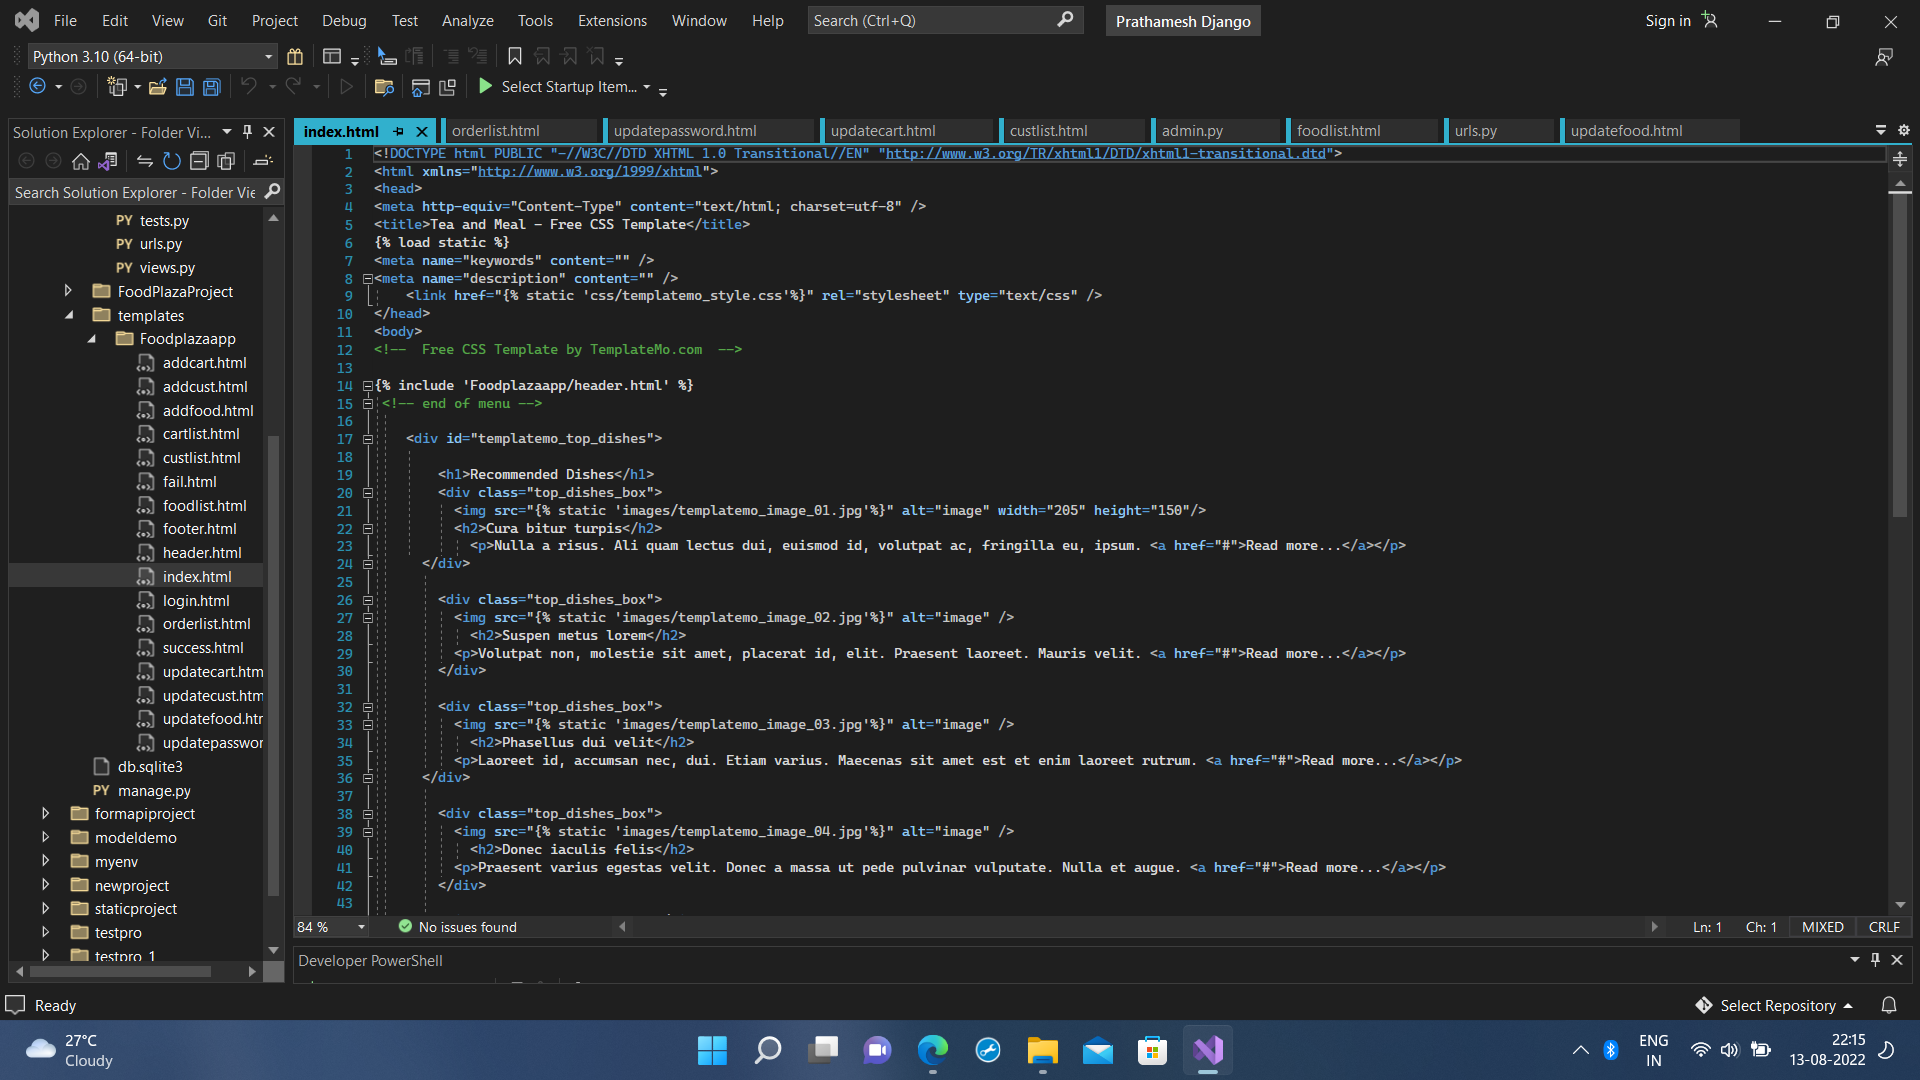 File Edit View Git Project Debug Test Analyze Tools Extensions Window Help Search (Ctrl+Q) Prathamesh Django Sign in
Python 3.10 (64-bit)
Select Startup Item...
Solution Explorer - Folder Vi...
Search Solution Explorer - Folder Vie
tests.py
urls.py
views.py
FoodPlazaProject
templates
Foodplazaapp
addcart.html
addcust.html
addfood.html
cartlist.html
custlist.html
fail.html
foodlist.html
footer.html
header.html
index.html
login.html
orderlist.html
success.html
updatecart.htm
updatecust.htm
updatefood.htr
updatepasswor
db.sqlite3
PY manage.py
formapiproject
modeldemo
myenv
newproject
staticproject
testpro
testpro_1
index.html orderlist.html updatepassword.html updatecart.html custlist.html admin.py foodlist.html urls.py updatefood.html
1 <!DOCTYPE html PUBLIC "-//W3C//DTD XHTML 1.0 Transitional//EN" "http://www.w3.org/TR/xhtml1/DTD/xhtml1-transitional.dtd">
2 <html xmlns="http://www.w3.org/1999/xhtml">
3 <head>
4 <meta http-equiv="Content-Type" content="text/html; charset=utf-8" />
5 <title>Tea and Meal - Free CSS Template</title>
6 {% load static %}
7 <meta name="keywords" content="" />
8 <meta name="description" content="" />
9 <link href="{% static 'css/templatemo_style.css'%}" rel="stylesheet" type="text/css" />
10 </head>
11 <body>
12 <!-- Free CSS Template by TemplateMo.com -->
13
14 {% include 'Foodplazaapp/header.html' %}
15 <!-- end of menu -->
16
17 <div id="templatemo_top_dishes">
18
19 <h1>Recommended Dishes</h1>
20 <div class="top_dishes_box">
21 <img src="{% static 'images/templatemo_image_01.jpg'%}" alt="image" width="205" height="150"/>
22 <h2>Cura bitur turpis</h2>
23 <p>Nulla a risus. Ali quam lectus dui, euismod id, volutpat ac, fringilla eu, ipsum. <a href="#">Read more...</a></p>
24 </div>
25
26 <div class="top_dishes_box">
27 <img src="{% static 'images/templatemo_image_02.jpg'%}" alt="image" />
28 <h2>Suspen metus lorem</h2>
29 <p>Volutpat non, molestie sit amet, placerat id, elit. Praesent laoreet. Mauris velit. <a href="#">Read more...</a></p>
30 </div>
31
32 <div class="top_dishes_box">
33 <img src="{% static 'images/templatemo_image_03.jpg'%}" alt="image" />
34 <h2>Phasellus dui velit</h2>
35 <p>Laoreet id, accumsan nec, dui. Etiam varius. Maecenas sit amet est et enim laoreet rutrum. <a href="#">Read more...</a></p>
36 </div>
37
38 <div class="top_dishes_box">
39 <img src="{% static 'images/templatemo_image_04.jpg'%}" alt="image" />
40 <h2>Donec iaculis felis</h2>
41 <p>Praesent varius egestas velit. Donec a massa ut pede pulvinar vulputate. Nulla et augue. <a href="#">Read more...</a></p>
42 </div>
43
84 % No issues found Ln: 1 Ch: 1 MIXED CRLF
Developer PowerShell
Ready Select Repository
27°C
Cloudy
ENG
IN
22:15
13-08-2022